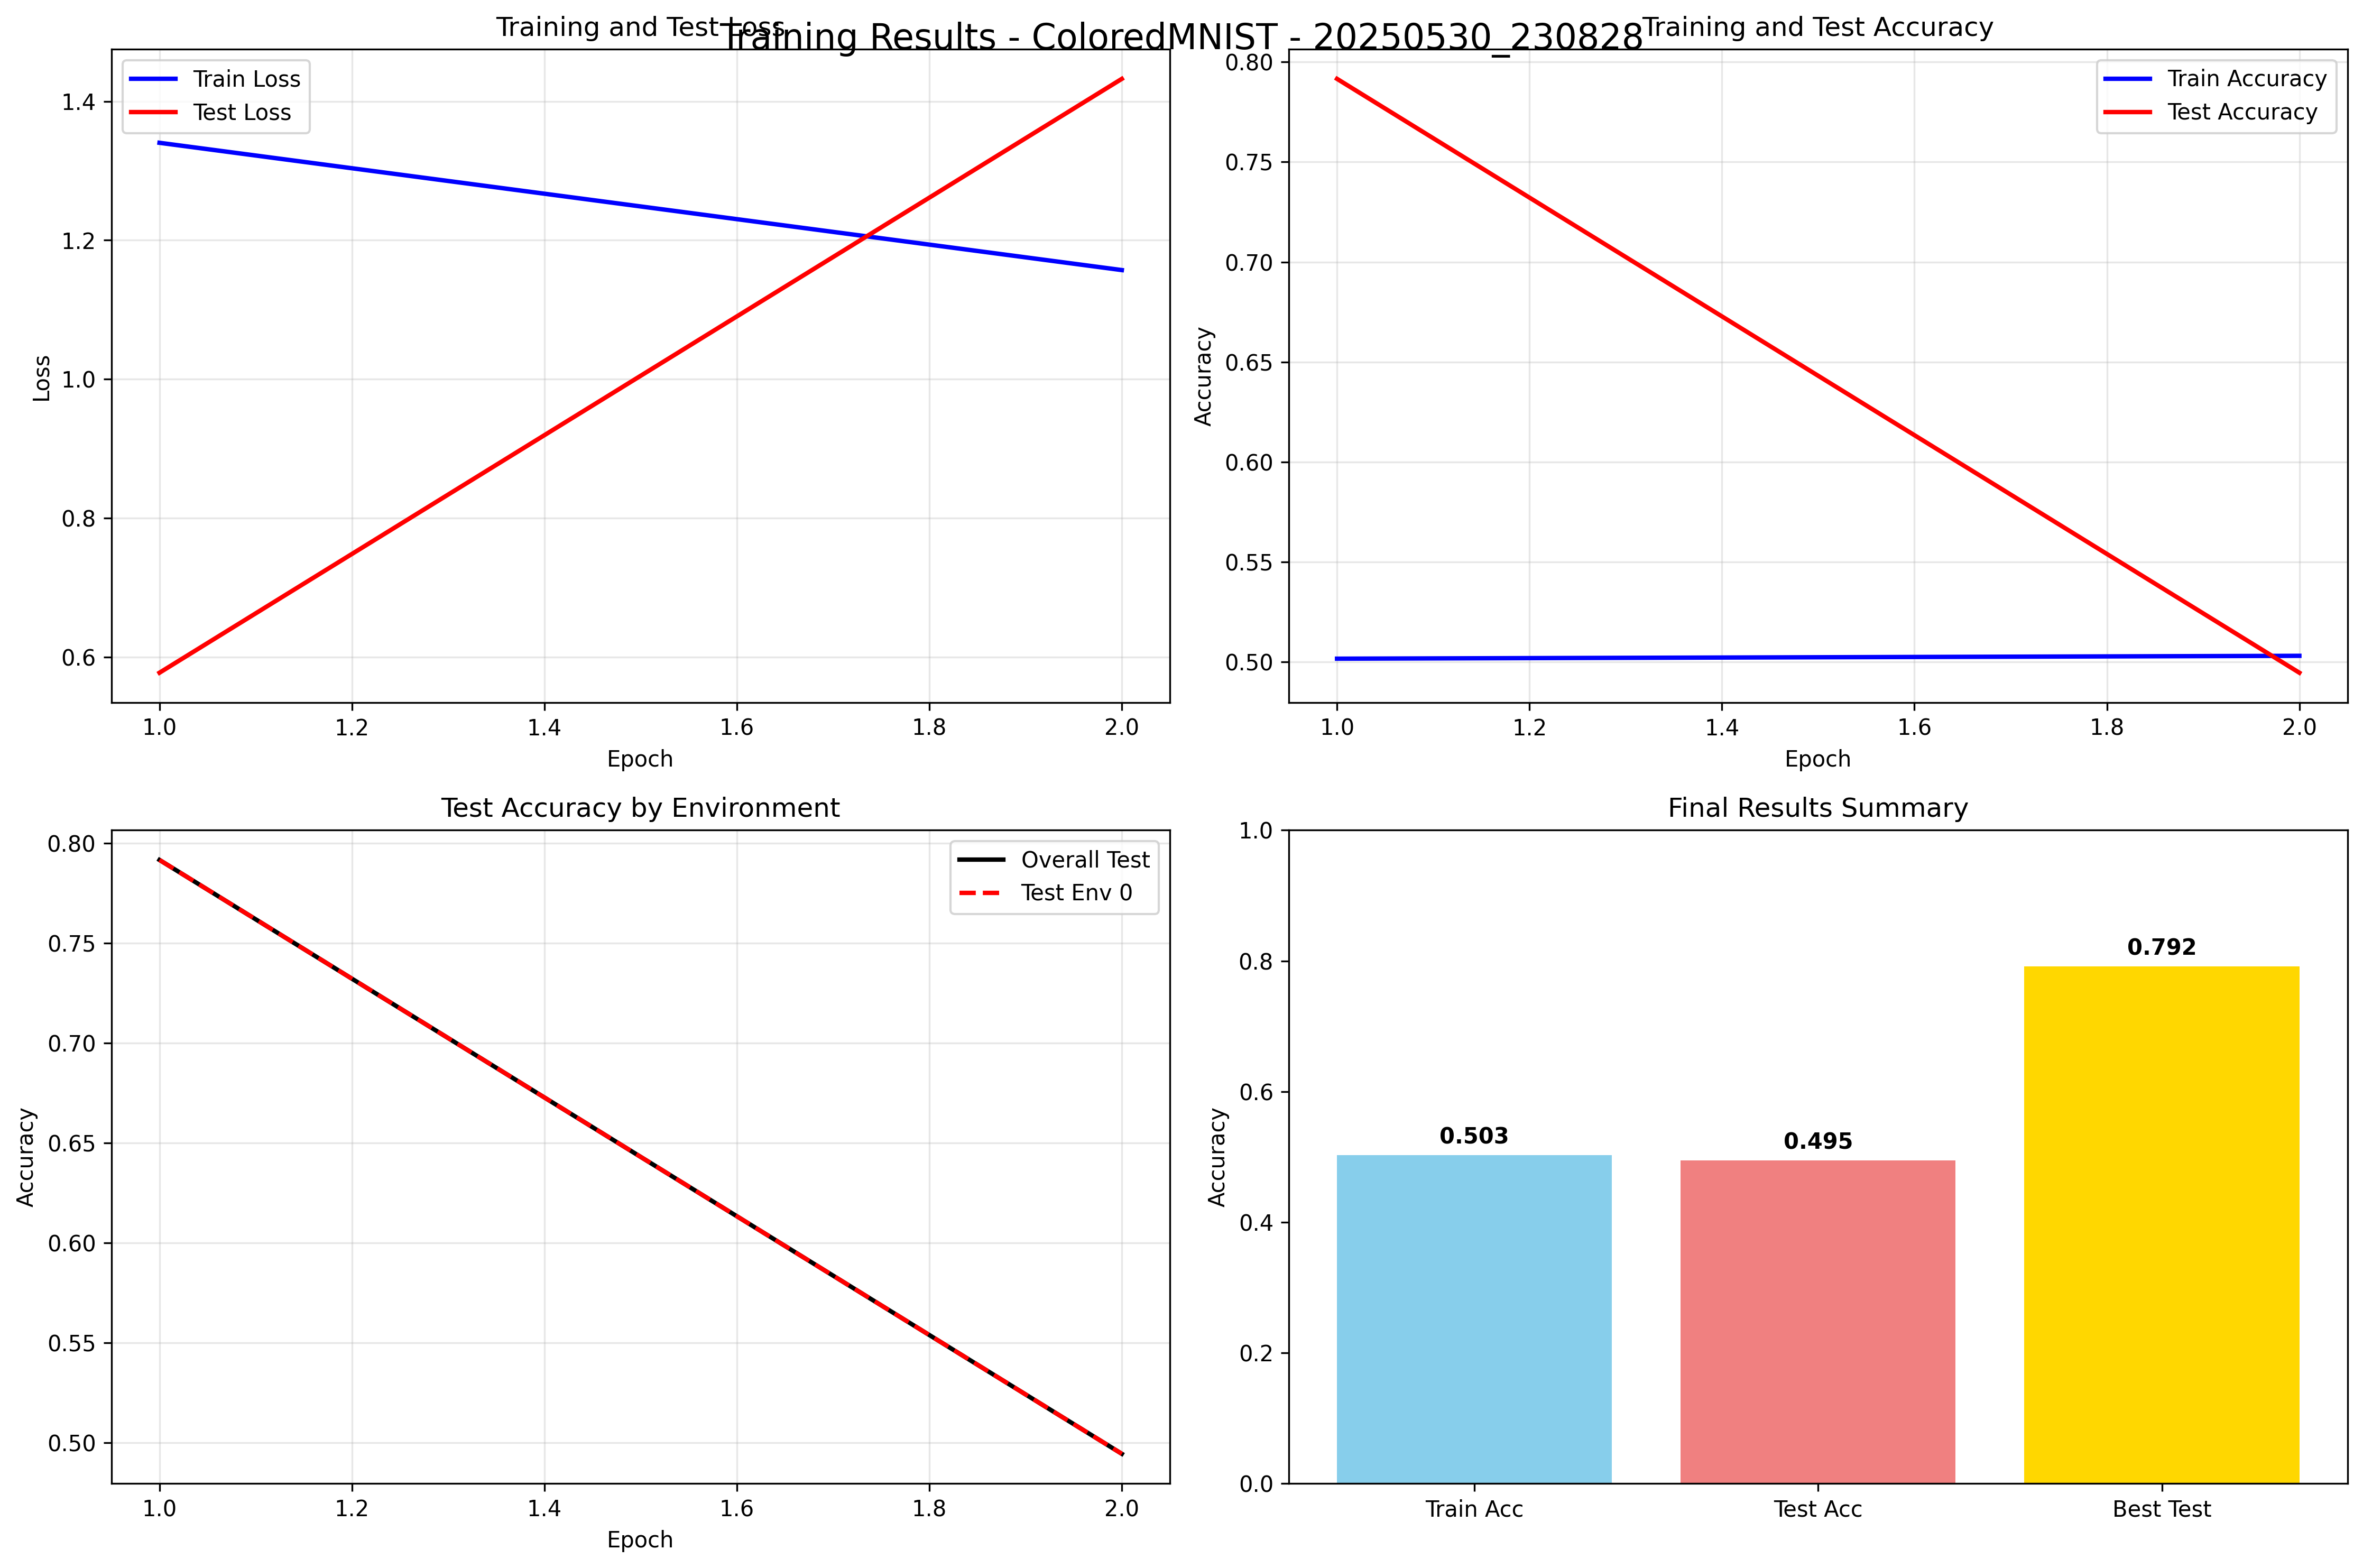 Training Results - ColoredMNIST - 20250530_230828
Training and Test Loss
Train Loss
Test Loss
Loss
1.4
1.2
1.0
0.8
0.6
1.0 1.2 1.4 1.6 1.8 2.0
Epoch
Training and Test Accuracy
Train Accuracy
Test Accuracy
Accuracy
0.80
0.75
0.70
0.65
0.60
0.55
0.50
1.0 1.2 1.4 1.6 1.8 2.0
Epoch
Test Accuracy by Environment
Overall Test
Test Env 0
Accuracy
0.80
0.75
0.70
0.65
0.60
0.55
0.50
1.0 1.2 1.4 1.6 1.8 2.0
Epoch
Final Results Summary
Accuracy
1.0
0.8
0.6
0.4
0.2
0.0
0.503
0.495
0.792
Train Acc Test Acc Best Test